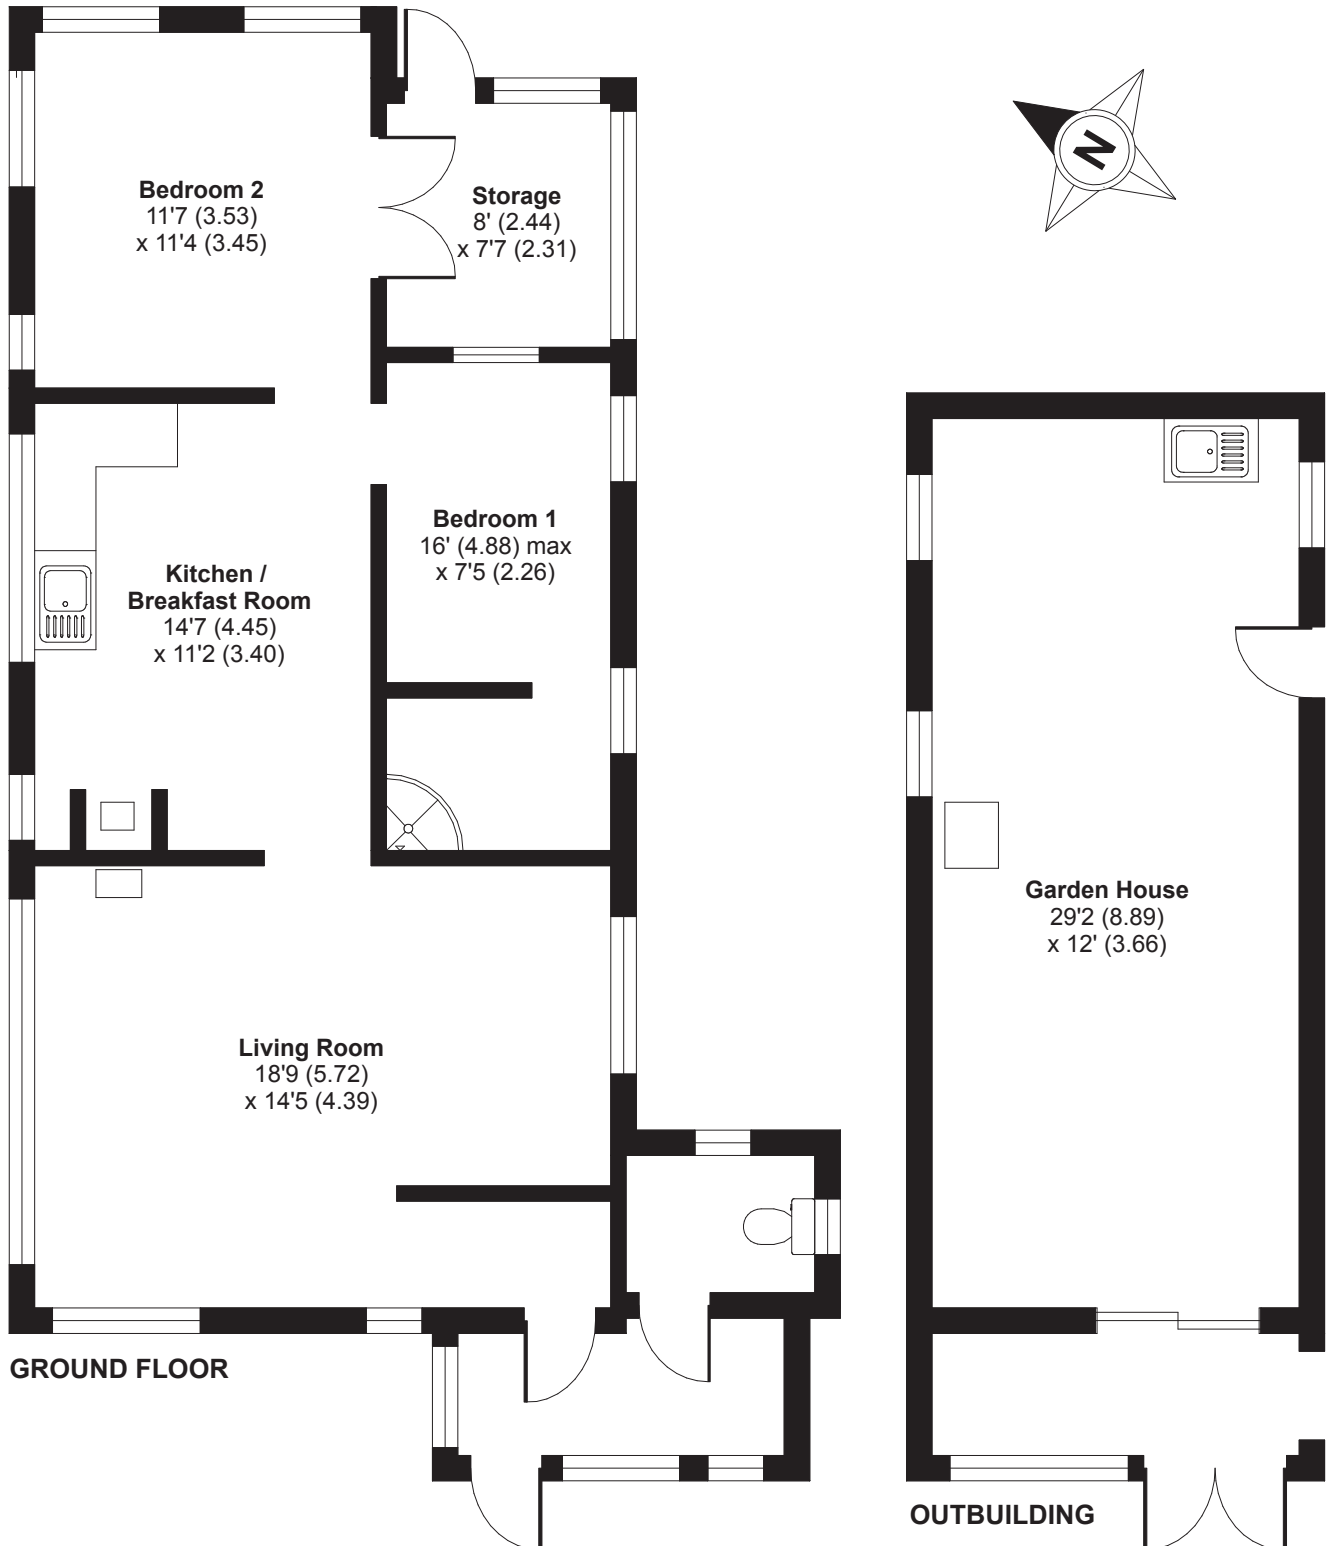 Bedroom 2
11'7 (3.53)
x 11'4 (3.45)
Storage
8' (2.44)
x 7'7 (2.31)
N
Bedroom 1
16' (4.88) max
x 7'5 (2.26)
Kitchen /
Breakfast Room
14'7 (4.45)
x 11'2 (3.40)
Garden House
29'2 (8.89)
x 12' (3.66)
Living Room
18'9 (5.72)
x 14'5 (4.39)
GROUND FLOOR
OUTBUILDING